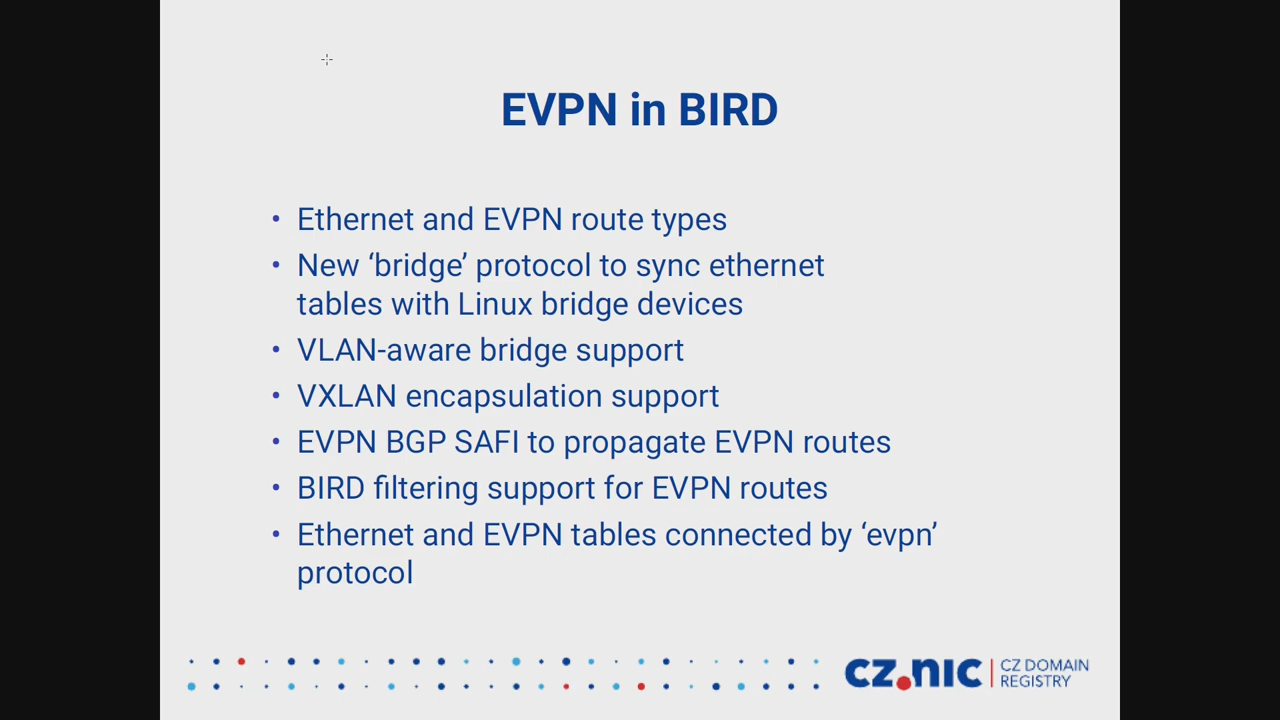 EVPN in BIRD
• Ethernet and EVPN route types
• New ‘bridge’ protocol to sync ethernet
tables with Linux bridge devices
• VLAN-aware bridge support
• VXLAN encapsulation support
• EVPN BGP SAFI to propagate EVPN routes
• BIRD filtering support for EVPN routes
• Ethernet and EVPN tables connected by ‘evpn’
protocol
cz.nic | CZ DOMAIN
REGISTRY